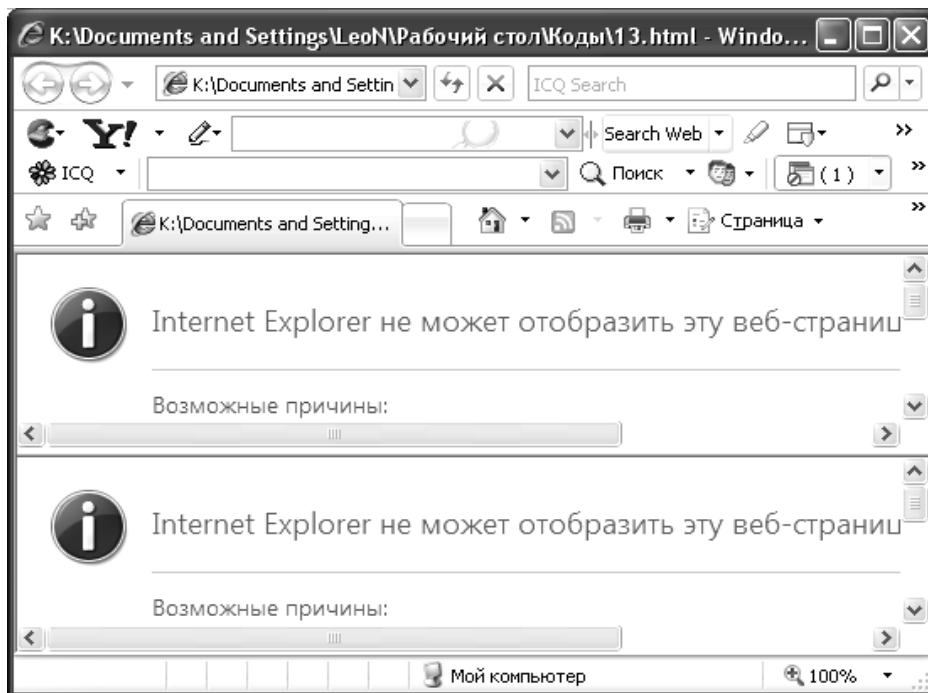 K:\Documents and Settings\LeoN\Рабочий стол\Коды\13.html - Windo...
K:\Documents and Settin
ICQ Search
Y!
Search Web
ICQ
Поиск
(1)
K:\Documents and Setting...
Страница
Internet Explorer не может отобразить эту веб-страниц
Возможные причины:
Internet Explorer не может отобразить эту веб-страниц
Возможные причины:
Мой компьютер
100%